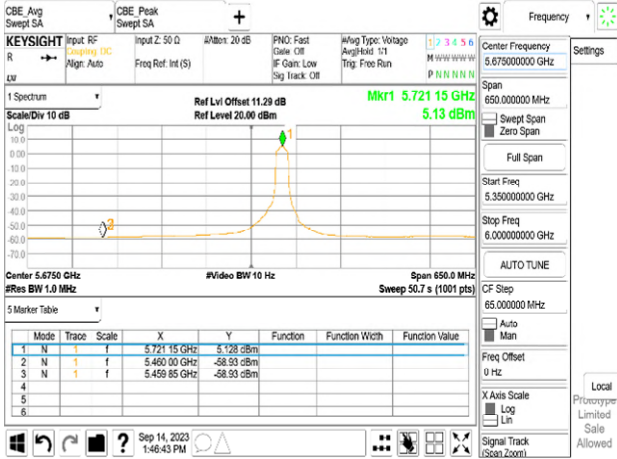 CBE_Avg
Swept SA
CBE_Peak
Swept SA
+
Frequency
KEYSIGHT
R
Input: RF
Coupling: DC
Align: Auto
Input Z: 50 Ω
Freq Ref: Int (S)
#Atten: 20 dB
PNO: Fast
Gate: Off
IF Gain: Low
Sig Track: Off
#Avg Type: Voltage
Avg|Hold: 1/1
Trig: Free Run
1 2 3 4 5 6
M W W W W W
P N N N N N
1 Spectrum
Scale/Div 10 dB
Ref Lvl Offset 11.29 dB
Ref Level 20.00 dBm
Mkr1 5.721 15 GHz
5.13 dBm
Log
10.0
0.00
-10.0
-20.0
-30.0
-40.0
-50.0
-60.0
-70.0
1
Center 5.6750 GHz
#Res BW 1.0 MHz
#Video BW 10 Hz
Span 650.0 MHz
Sweep 50.7 s (1001 pts)
5 Marker Table
Mode Trace Scale X Y Function Function Width Function Value
1 N 1 f 5.721 15 GHz 5.128 dBm
2 N 1 f 5.460 00 GHz -58.93 dBm
3 N 1 f 5.459 85 GHz -58.93 dBm
4
5
6
Sep 14, 2023
1:46:43 PM
Center Frequency
5.675000000 GHz
Span
650.000000 MHz
Swept Span
Zero Span
Full Span
Start Freq
5.350000000 GHz
Stop Freq
6.000000000 GHz
AUTO TUNE
CF Step
65.000000 MHz
Auto
Man
Freq Offset
0 Hz
X Axis Scale
Log
Lin
Signal Track
(Span Zoom)
Settings
Local
Prototype
Limited
Sale
Allowed